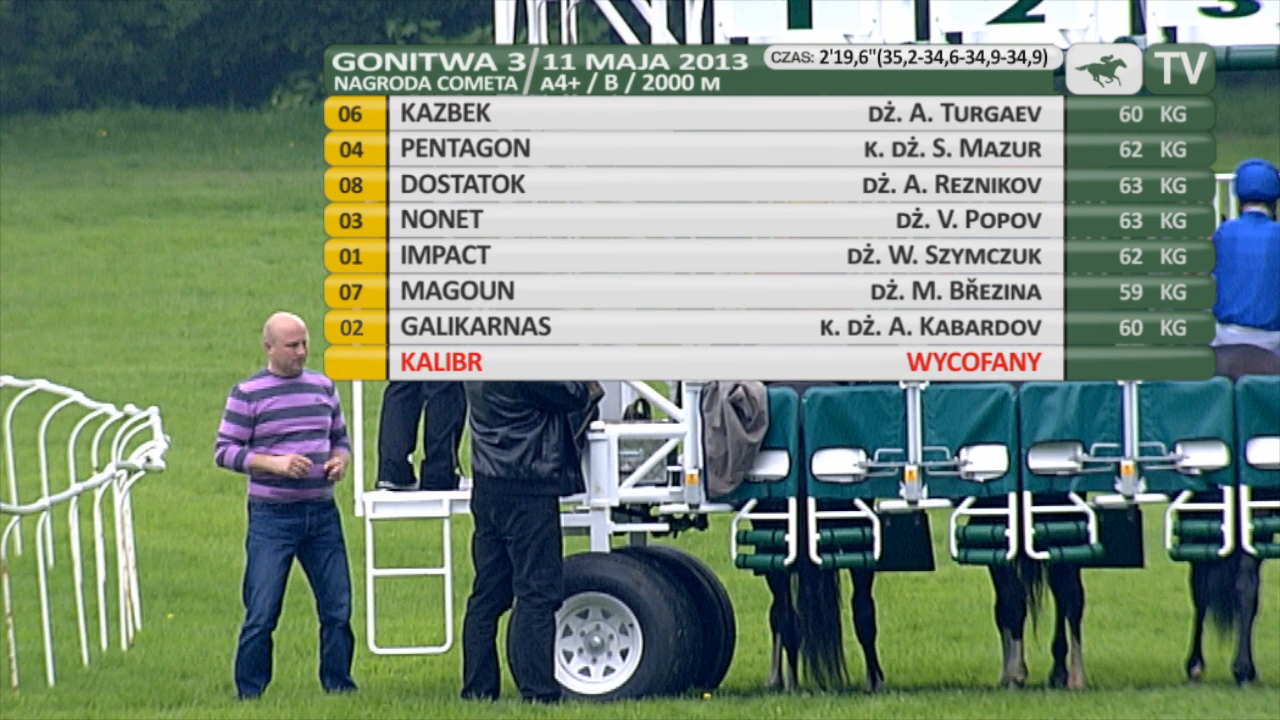 1 2 3
GONITWA 3 / 11 MAJA 2013 CZAS: 2'19,6"(35,2-34,6-34,9-34,9) TV
NAGRODA COMETA / A4+ / B / 2000 M
06 KAZBEK DŻ. A. TURGAEV 60 KG
04 PENTAGON K. DŻ. S. MAZUR 62 KG
08 DOSTATOK DŻ. A. REZNIKOV 63 KG
03 NONET DŻ. V. POPOV 63 KG
01 IMPACT DŻ. W. SZYMCZUK 62 KG
07 MAGOUN DŻ. M. BŘEZINA 59 KG
02 GALIKARNAS K. DŻ. A. KABARDOV 60 KG
KALIBR WYCOFANY